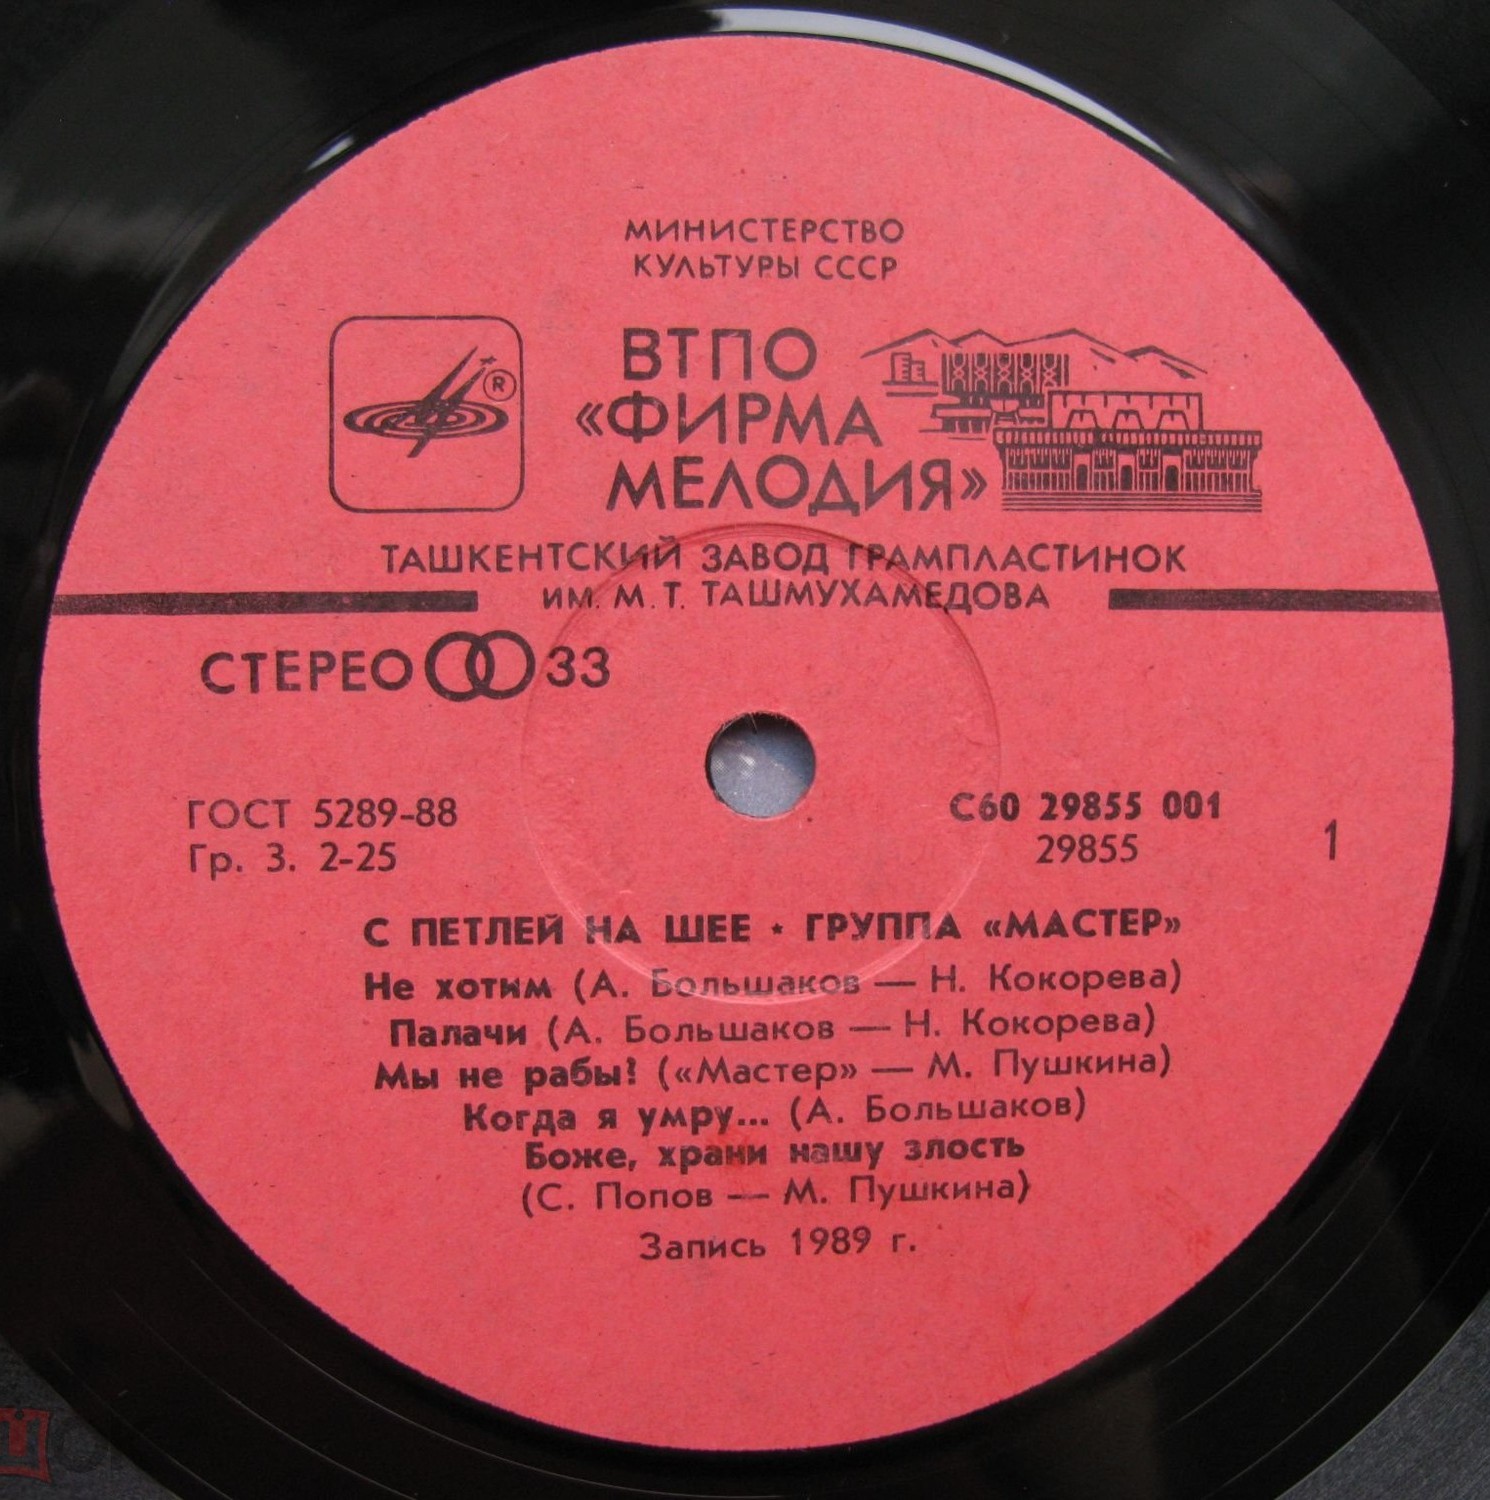 МИНИСТЕРСТВО
КУЛЬТУРЫ СССР
ВТПО
«ФИРМА
МЕЛОДИЯ»
®
ТАШКЕНТСКИЙ ЗАВОД ГРАМПЛАСТИНОК
ИМ. М. Т. ТАШМУХАМЕДОВА
СТЕРЕО 33
ГОСТ 5289-88
Гр. 3. 2-25
С60 29855 001
29855
1
С ПЕТЛЕЙ НА ШЕЕ ⋆ ГРУППА «МАСТЕР»
Не хотим (А. Большаков — Н. Кокорева)
Палачи (А. Большаков — Н. Кокорева)
Мы не рабы? («Мастер» — М. Пушкина)
Когда я умру... (А. Большаков)
Боже, храни нашу злость
(С. Попов — М. Пушкина)
Запись 1989 г.